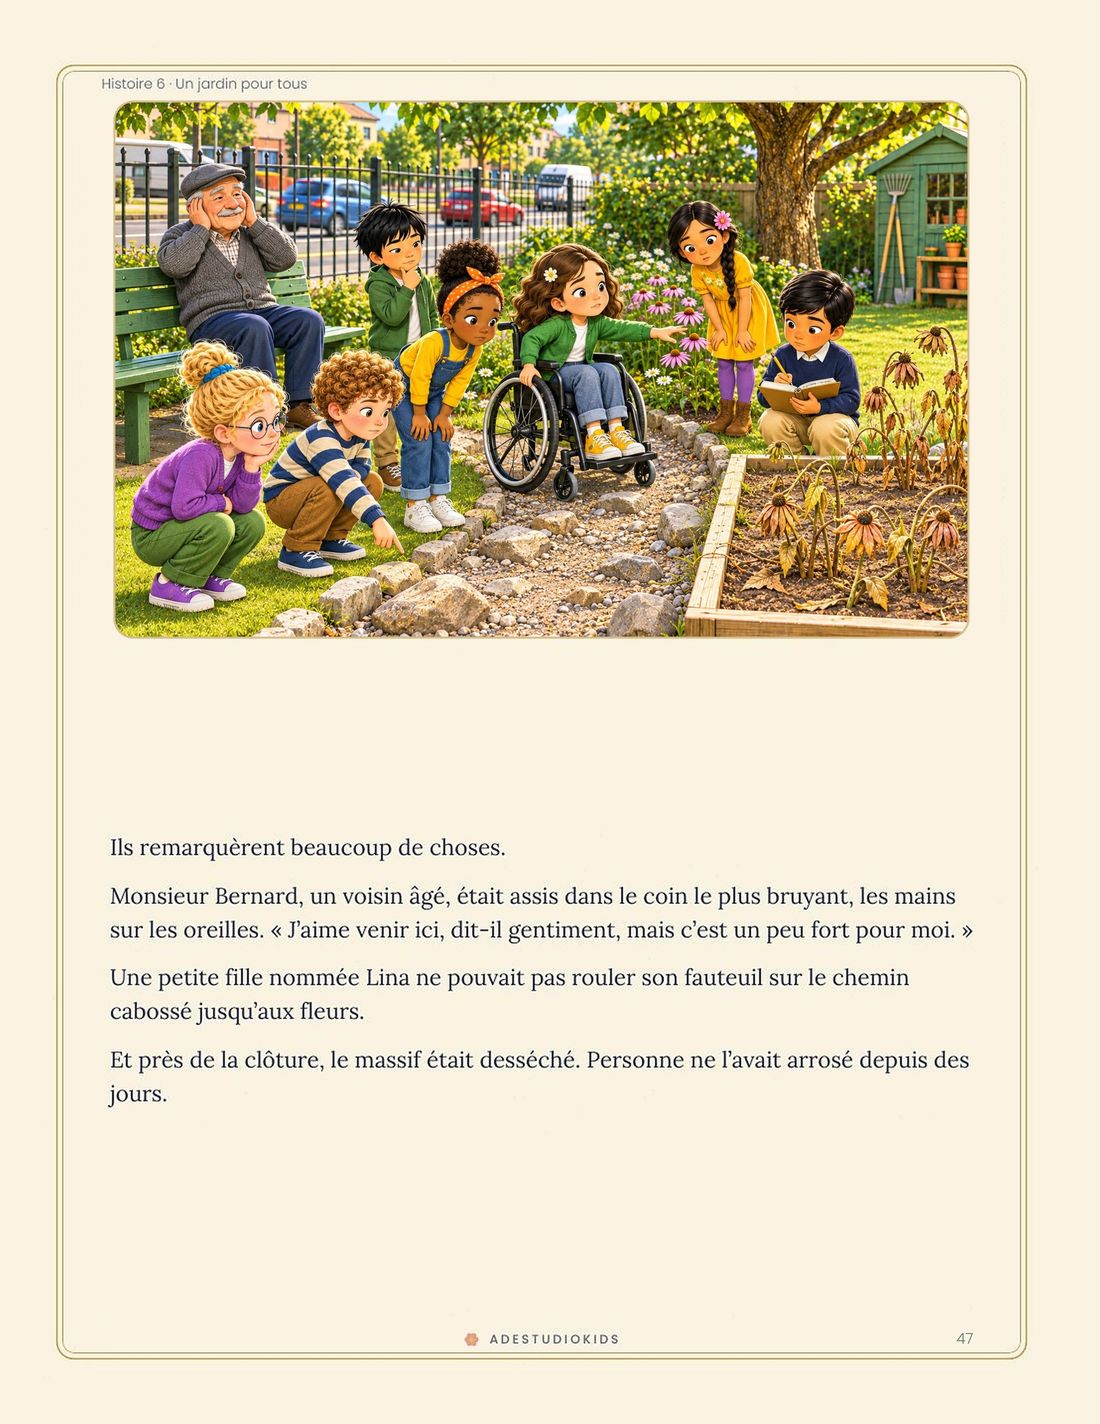 Histoire 6 · Un jardin pour tous
Ils remarquèrent beaucoup de choses.
Monsieur Bernard, un voisin âgé, était assis dans le coin le plus bruyant, les mains
sur les oreilles. « J’aime venir ici, dit-il gentiment, mais c’est un peu fort pour moi. »
Une petite fille nommée Lina ne pouvait pas rouler son fauteuil sur le chemin
cabossé jusqu’aux fleurs.
Et près de la clôture, le massif était desséché. Personne ne l’avait arrosé depuis des
jours.
ADESTUDIOKIDS
47